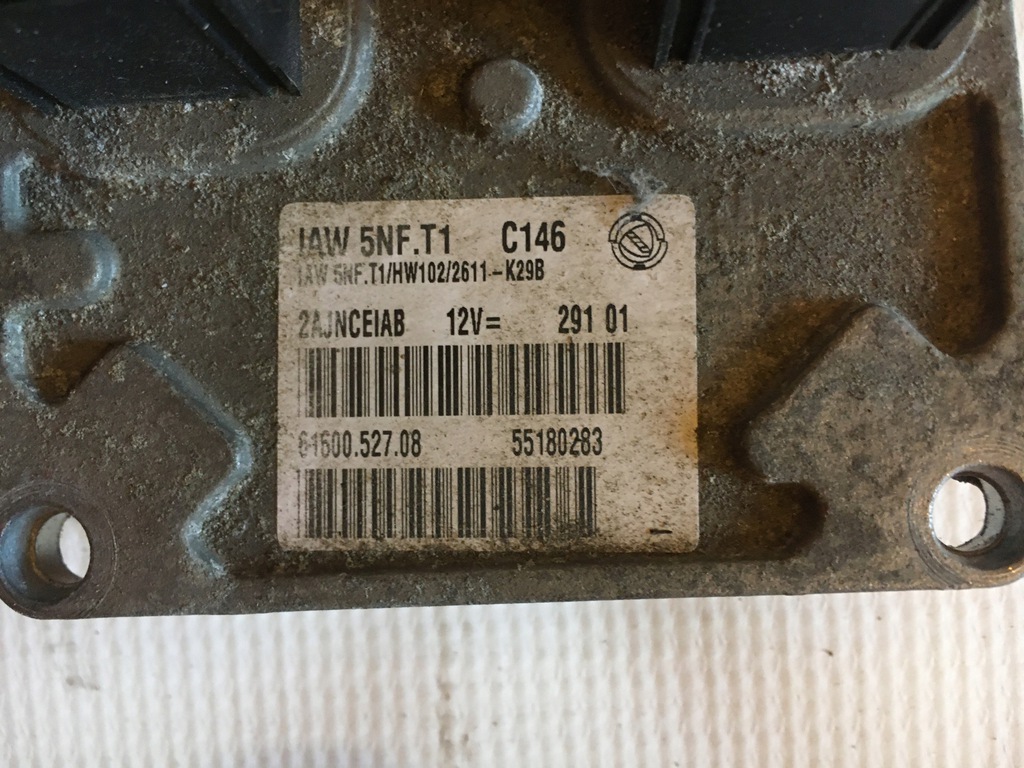 IAW 5NF.T1 C146
IAW 5NF.T1/HW102/2611-K29B
2AJNCEIAB 12V= 291 01
61600.527.08 55180283